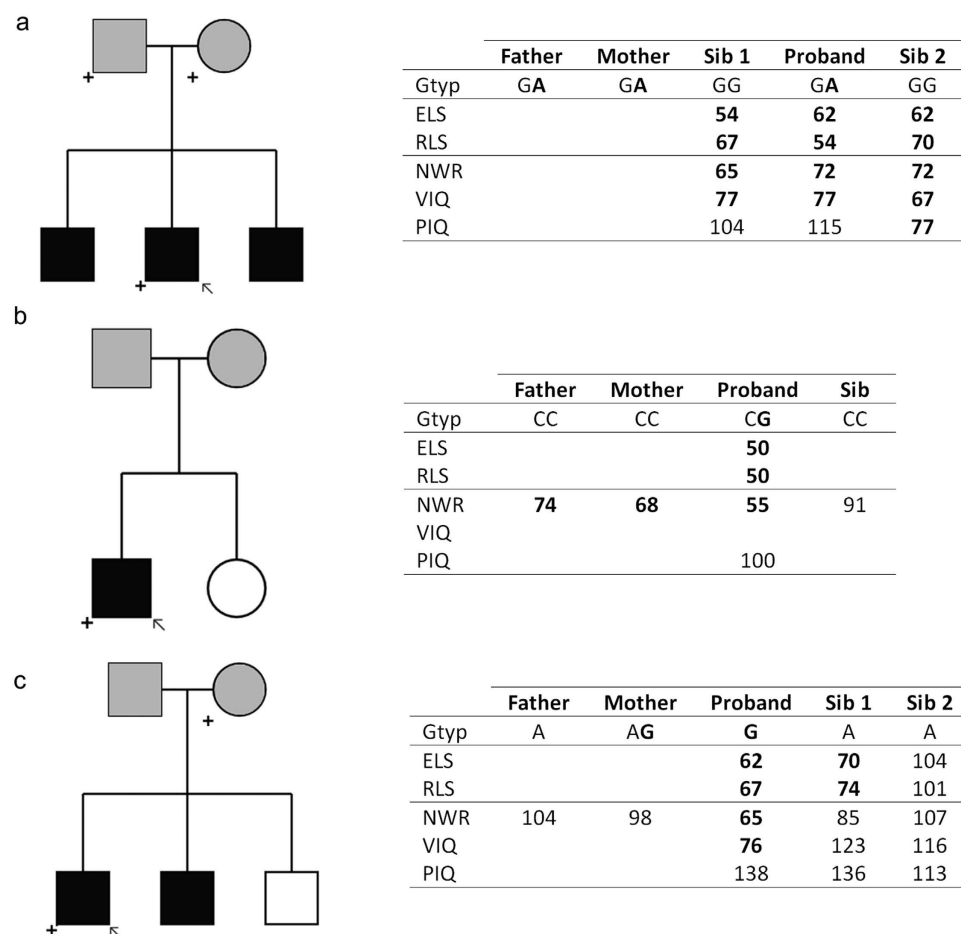 a
Father Mother Sib 1 Proband Sib 2
Gtyp GA GA GG GA GG
ELS 54 62 62
RLS 67 54 70
NWR 65 72 72
VIQ 77 77 67
PIQ 104 115 77
+ +
+
b
Father Mother Proband Sib
Gtyp CC CC CG CC
ELS 50
RLS 50
NWR 74 68 55 91
VIQ
PIQ 100
+
c
Father Mother Proband Sib 1 Sib 2
Gtyp A AG G A A
ELS 62 70 104
RLS 67 74 101
NWR 104 98 65 85 107
VIQ 76 123 116
PIQ 138 136 113
+
+